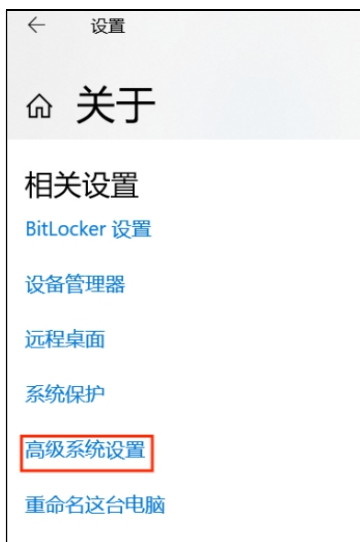 设置
关于
相关设置
BitLocker 设置
设备管理器
远程桌面
系统保护
高级系统设置
重命名这台电脑